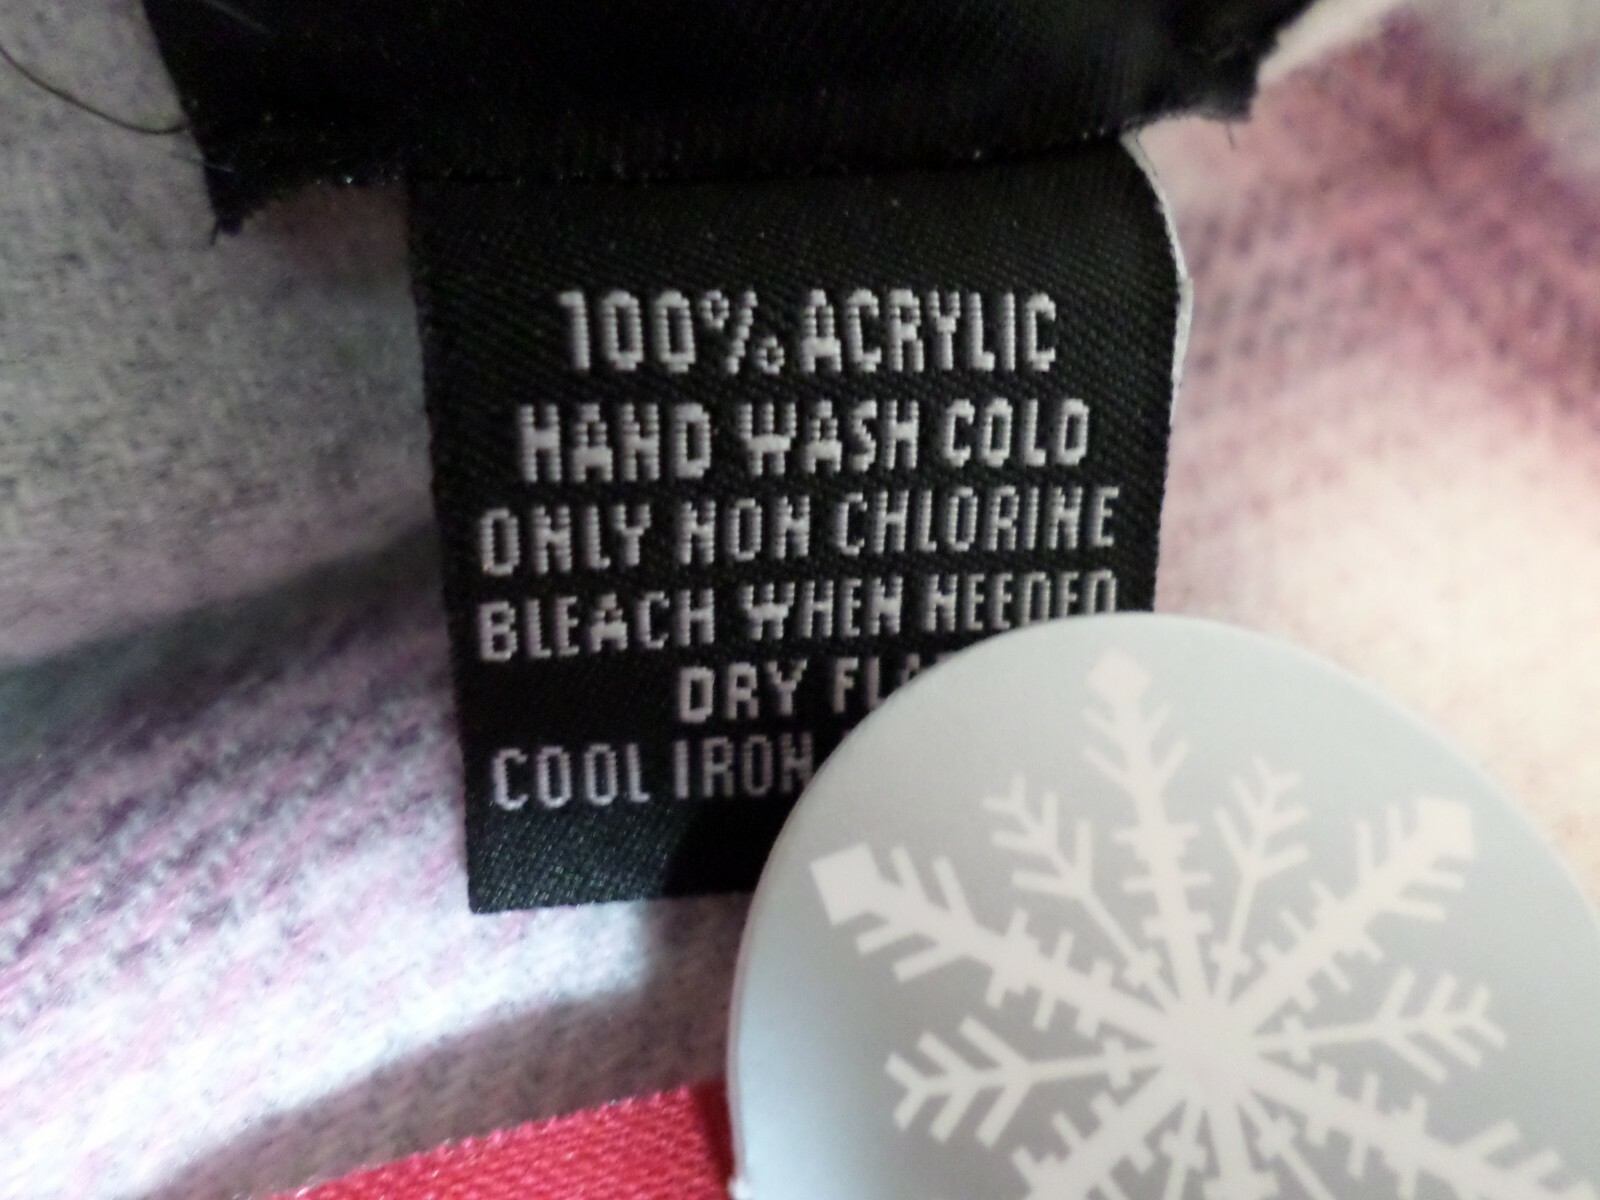 100% ACRYLIC
HAND WASH COLD
ONLY NON CHLORINE
BLEACH WHEN NEEDED
DRY
COOL IRON